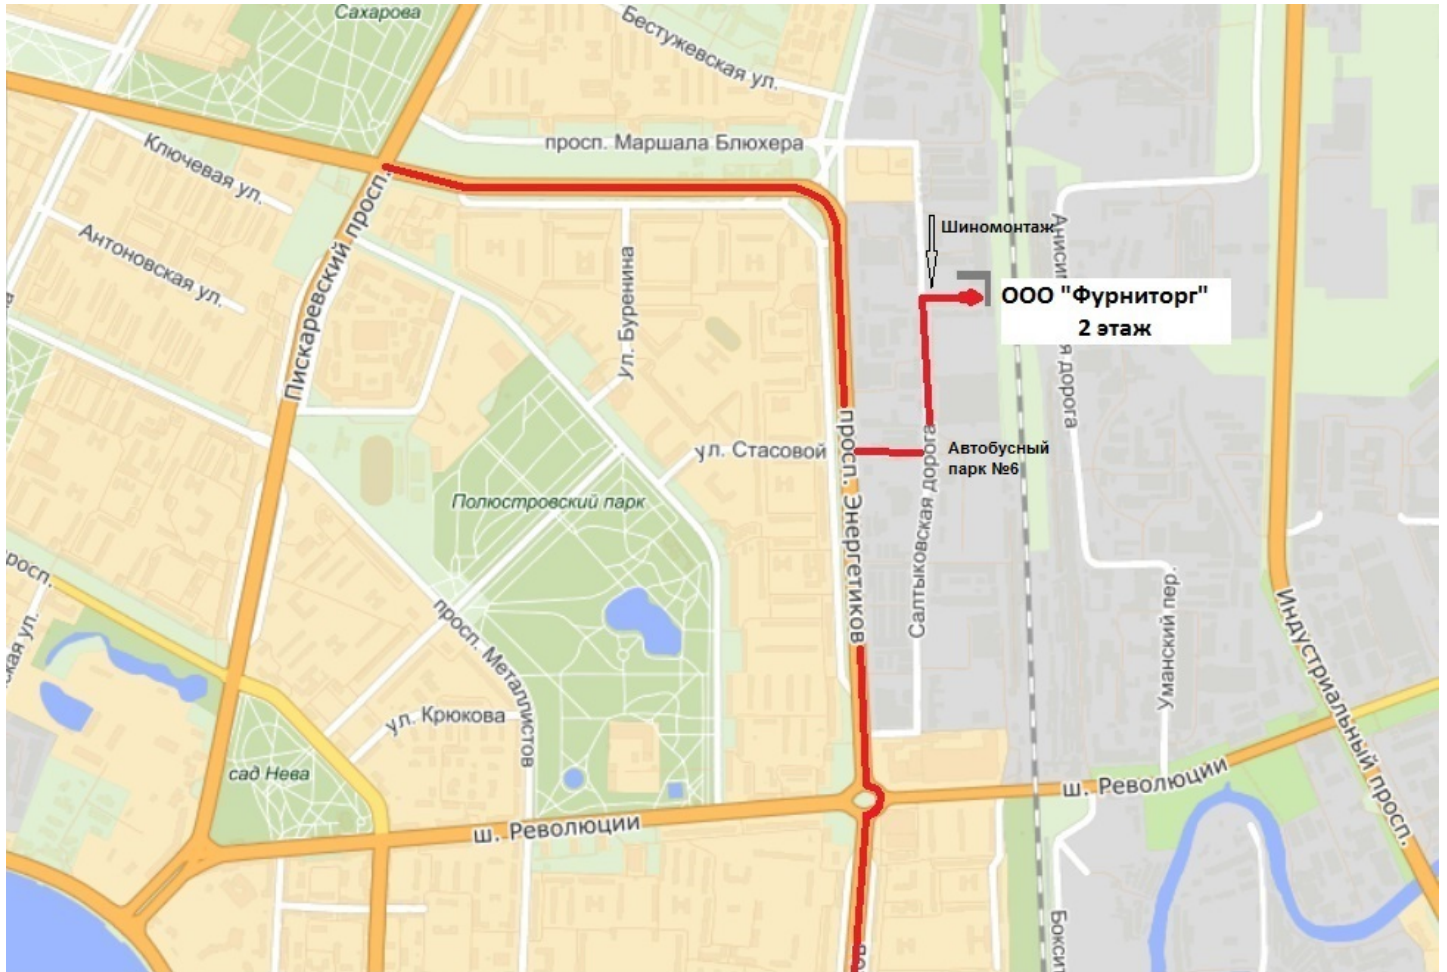 Сахарова
Бестужевская ул.
просп. Маршала Блюхера
Ключевая ул.
Антоновская ул.
Пискаревский просп.
ул. Буренина
Шиномонтаж
ООО "Фурниторг"
2 этаж
дорога
ул. Стасовой
просп. Энергетиков
Салтыковская дорога
Автобусный
парк №6
Полюстровский парк
просп. Металлистов
ул. Крюкова
сад Нева
ш. Революции
ш. Революции
Уманский пер.
Индустриальный просп.